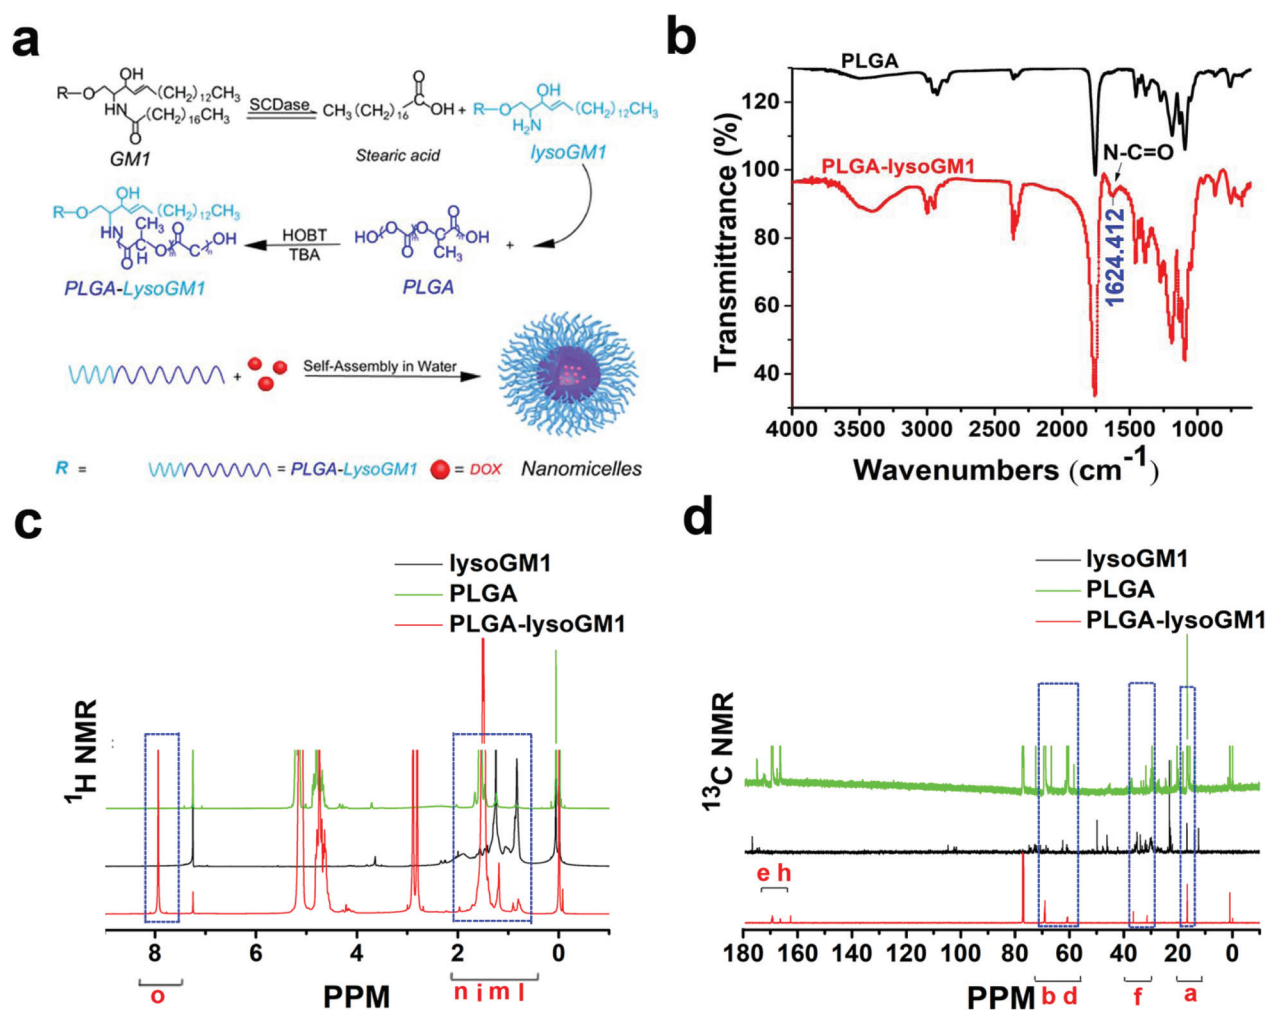 a
OH
R
O
(CH2)12CH3
HN
(CH2)16CH3
O
GM1
SCDase
O
CH3(CH2)16
OH
+
Stearic acid
OH
R
O
(CH2)12CH3
H2N
lysoGM1
OH
R
O
(CH2)12CH3
HN
CH3
O
H
O
m
O
n
OH
PLGA-LysoGM1
HOBT
TBA
HO
O
O
m
O
n
OH
CH3
PLGA
+
+
Self-Assembly in Water
R =
= PLGA-LysoGM1
= DOX
Nanomicelles
b
PLGA
PLGA-lysoGM1
N-C=O
1624.412
Transmittrance (%)
120
100
80
60
40
4000 3500 3000 2500 2000 1500 1000
Wavenumbers (cm-1)
c
lysoGM1
PLGA
PLGA-lysoGM1
1H NMR
8 6 4 2 0
o
PPM
n i m l
d
lysoGM1
PLGA
PLGA-lysoGM1
13C NMR
e h
180 160 140 120 100 80 60 40 20 0
PPM
b d
f
a